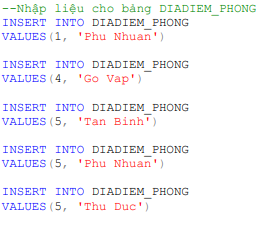 --Nhập liệu cho bảng DIADIEM_PHONG
INSERT INTO DIADIEM_PHONG
VALUES(1, 'Phu Nhuan')
INSERT INTO DIADIEM_PHONG
VALUES(4, 'Go Vap')
INSERT INTO DIADIEM_PHONG
VALUES(5, 'Tan Binh')
INSERT INTO DIADIEM_PHONG
VALUES(5, 'Phu Nhuan')
INSERT INTO DIADIEM_PHONG
VALUES(5, 'Thu Duc')